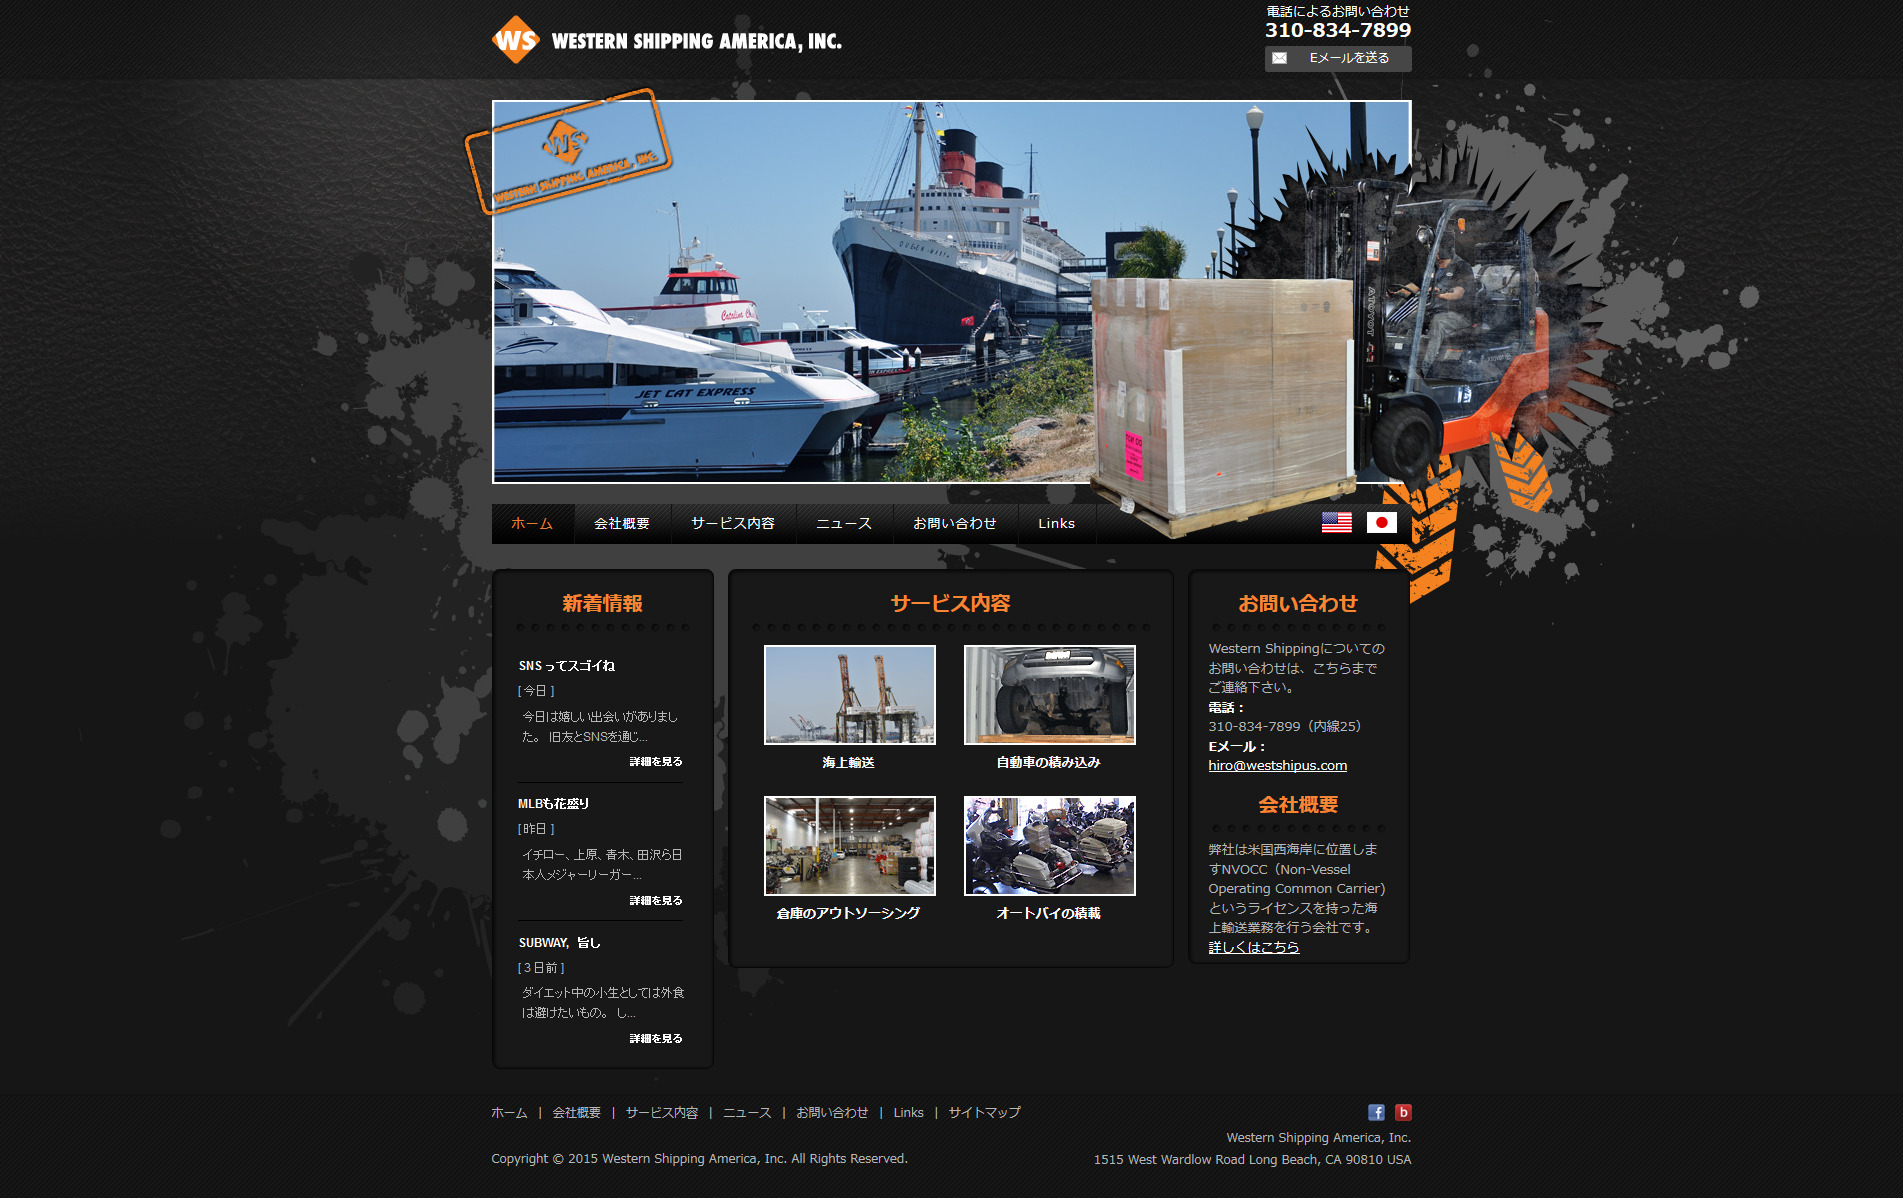 WS WESTERN SHIPPING AMERICA, INC.
電話によるお問い合わせ
310-834-7899
Eメールを送る
WS
WESTERN SHIPPING AMERICA, INC.
QUEEN MARY
JET CAT EXPRESS
ホーム
会社概要
サービス内容
ニュース
お問い合わせ
Links
新着情報
SNS ってスゴイね
[ 今日 ]
今日は嬉しい出会いがありまし
た。 旧友とSNSを通じ...
詳細を見る
MLBも花盛り
[ 昨日 ]
イチロー、上原、青木、田沢ら日
本人メジャーリーガー...
詳細を見る
SUBWAY, 旨し
[ 3 日前 ]
ダイエット中の小生としては外食
は避けたいもの。 し...
詳細を見る
サービス内容
海上輸送
自動車の積み込み
倉庫のアウトソーシング
オートバイの積載
お問い合わせ
Western Shippingについての
お問い合わせは、こちらまで
ご連絡下さい。
電話：
310-834-7899（内線25）
Eメール：
hiro@westshipus.com
会社概要
弊社は米国西海岸に位置しま
すNVOCC（Non-Vessel
Operating Common Carrier)
というライセンスを持った海
上輸送業務を行う会社です。
詳しくはこちら
ホーム | 会社概要 | サービス内容 | ニュース | お問い合わせ | Links | サイトマップ
f b
Western Shipping America, Inc.
Copyright © 2015 Western Shipping America, Inc. All Rights Reserved.
1515 West Wardlow Road Long Beach, CA 90810 USA